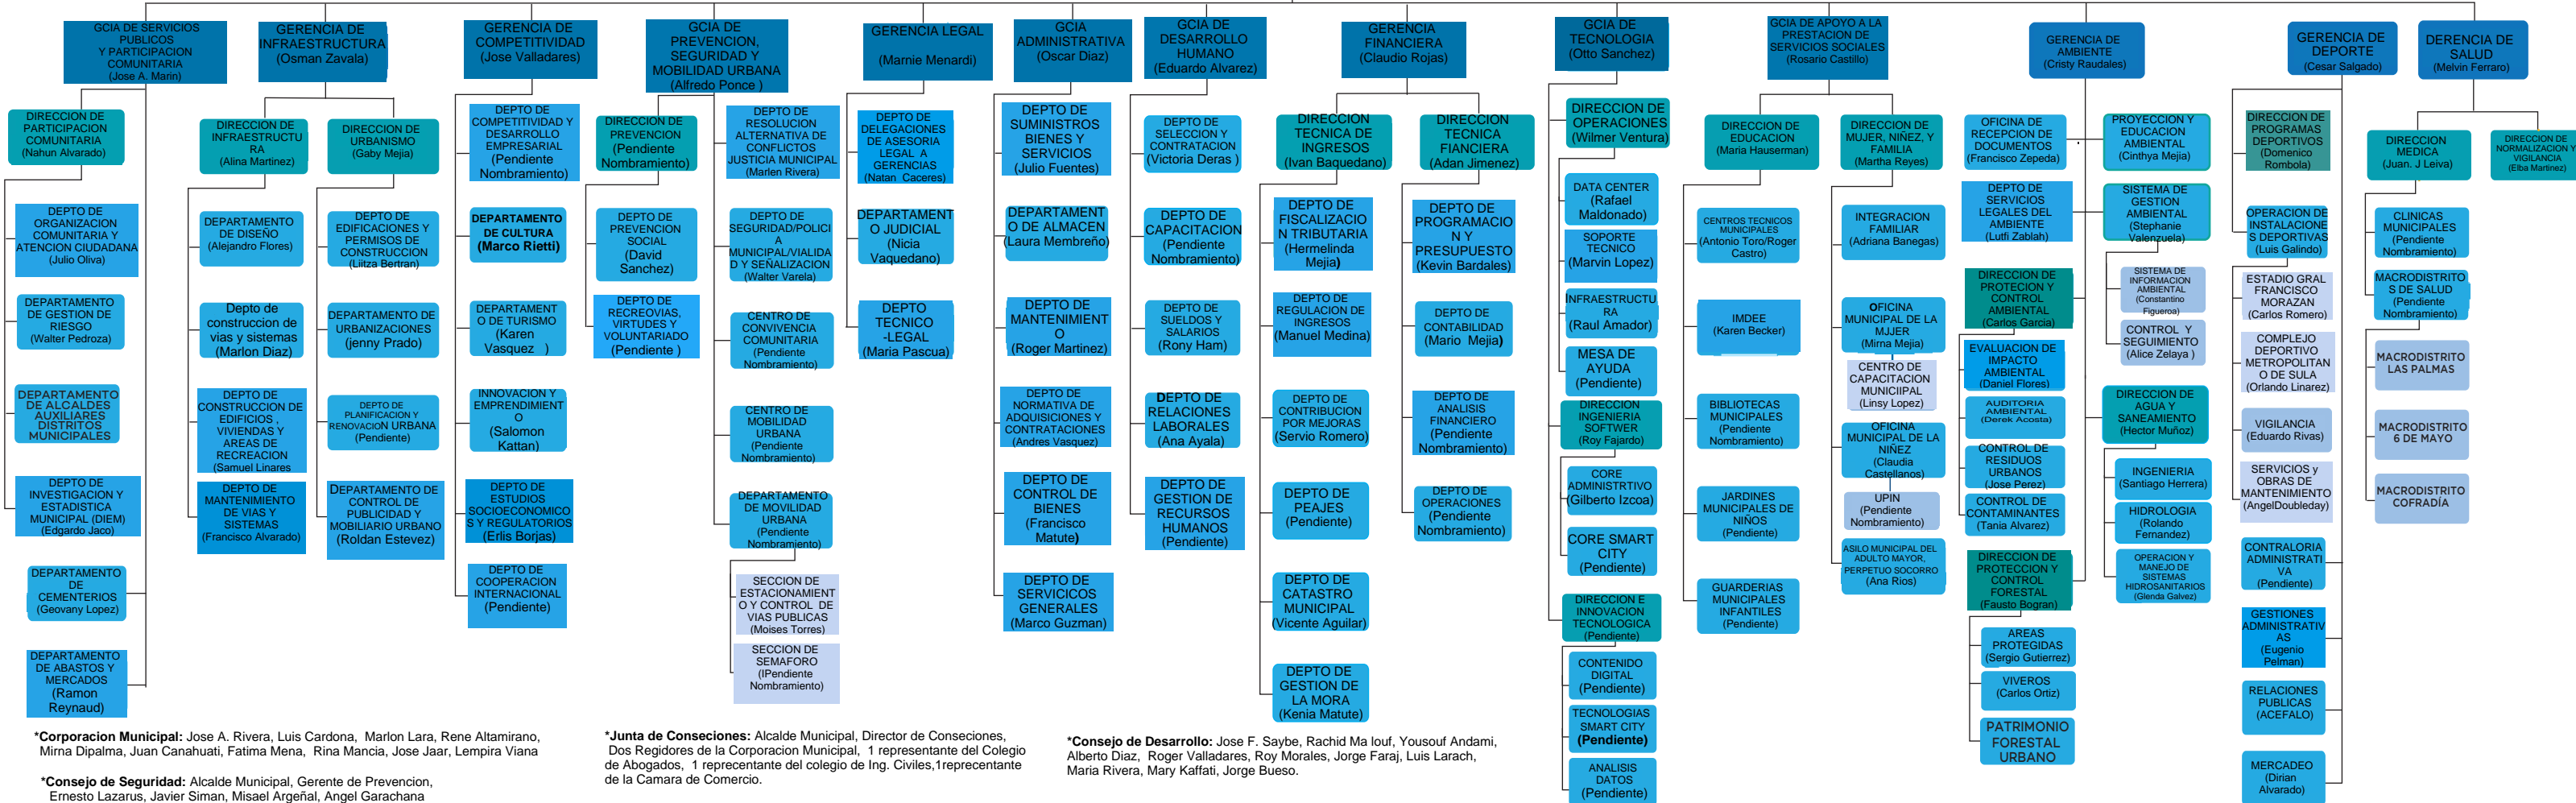 GCIA DE SERVICIOS
PUBLICOS
Y PARTICIPACION
COMUNITARIA
(Jose A. Marin)
DIRECCION DE
PARTICIPACION
COMUNITARIA
(Nahun Alvarado)
DEPTO DE
ORGANIZACION
COMUNITARIA Y
ATENCION CIUDADANA
(Julio Oliva)
DEPARTAMENTO
DE GESTION DE
RIESGO
(Walter Pedroza)
DEPARTAMENTO
DE ALCALDES
AUXILIARES
DISTRITOS
MUNICIPALES
DEPTO DE
INVESTIGACION Y
ESTADISTICA
MUNICIPAL (DIEM)
(Edgardo Jaco)
DEPARTAMENTO
DE
CEMENTERIOS
(Geovany Lopez)
DEPARTAMENTO
DE ABASTOS Y
MERCADOS
(Ramon
Reynaud)
GERENCIA DE
INFRAESTRUCTURA
(Osman Zavala)
DIRECCION DE
INFRAESTRUCTU
RA
(Alina Martinez)
DEPARTAMENTO
DE DISEÑO
(Alejandro Flores)
Depto de
construccion de
vias y sistemas
(Marlon Diaz)
DEPTO DE
CONSTRUCCION DE
EDIFICIOS ,
VIVIENDAS Y
AREAS DE
RECREACION
(Samuel Linares
DEPTO DE
MANTENIMIENTO
DE VIAS Y
SISTEMAS
(Francisco Alvarado)
DIRECCION DE
URBANISMO
(Gaby Mejia)
DEPTO DE
EDIFICACIONES Y
PERMISOS DE
CONSTRUCCION
(Liitza Bertran)
DEPARTAMENTO DE
URBANIZACIONES
(jenny Prado)
DEPTO DE
PLANIFICACION Y
RENOVACIoN URBANA
(Pendiente)
DEPARTAMENTO DE
CONTROL DE
PUBLICIDAD Y
MOBILIARIO URBANO
(Roldan Estevez)
GERENCIA DE
COMPETITIVIDAD
(Jose Valladares)
DEPTO DE
COMPETITIVIDAD Y
DESARROLLO
EMPRESARIAL
(Pendiente
Nombramiento)
DEPARTAMENTO
DE CULTURA
(Marco Rietti)
DEPARTAMENT
O DE TURISMO
(Karen
Vasquez )
INNOVACION Y
EMPRENDIMIENT
O
(Salomon
Kattan)
DEPTO DE
ESTUDIOS
SOCIOECONOMICO
S Y REGULATORIOS
(Erlis Borjas)
DEPTO DE
COOPERACION
INTERNACIONAL
(Pendiente)
GCIA DE
PREVENCION,
SEGURIDAD Y
MOBILIDAD URBANA
(Alfredo Ponce )
DIRECCION DE
PREVENCION
(Pendiente
Nombramiento)
DEPTO DE
PREVENCION
SOCIAL
(David
Sanchez)
DEPTO DE
RECREOVIAS,
VIRTUDES Y
VOLUNTARIADO
(Pendiente )
DEPTO DE
RESOLUCION
ALTERNATIVA DE
CONFLICTOS
JUSTICIA MUNICIPAL
(Marlen Rivera)
DEPTO DE
SEGURIDAD/POLICI
A
MUNICIPAL/VIALIDA
D Y SEÑALIZACION
(Walter Varela)
CENTRO DE
CONVIVENCIA
COMUNITARIA
(Pendiente
Nombramiento)
CENTRO DE
MOBILIDAD
URBANA
(Pendiente
Nombramiento)
DEPARTAMENTO
DE MOVILIDAD
URBANA
(Pendiente
Nombramiento)
SECCION DE
ESTACIONAMIENT
O Y CONTROL DE
VIAS PUBLICAS
(Moises Torres)
SECCION DE
SEMAFORO
(IPendiente
Nombramiento)
GERENCIA LEGAL
(Marnie Menardi)
DEPTO DE
DELEGACIONES
DE ASESORIA
LEGAL A
GERENCIAS
(Natan Caceres)
DEPARTAMENT
O JUDICIAL
(Nicia
Vaquedano)
DEPTO
TECNICO
-LEGAL
(Maria Pascua)
GCIA
ADMINISTRATIVA
(Oscar Diaz)
DEPTO DE
SUMINISTROS
BIENES Y
SERVICIOS
(Julio Fuentes)
DEPARTAMENT
O DE ALMACEN
(Laura Membreño)
DEPTO DE
MANTENIMIENT
O
(Roger Martinez)
DEPTO DE
NORMATIVA DE
ADQUISICIONES Y
CONTRATACIONES
(Andres Vasquez)
DEPTO DE
CONTROL DE
BIENES
(Francisco
Matute)
DEPTO DE
SERVICICOS
GENERALES
(Marco Guzman)
GCIA DE
DESARROLLO
HUMANO
(Eduardo Alvarez)
DEPTO DE
SELECCION Y
CONTRATACION
(Victoria Deras )
DEPTO DE
CAPACITACION
(Pendiente
Nombramiento)
DEPTO DE
SUELDOS Y
SALARIOS
(Rony Ham)
DEPTO DE
RELACIONES
LABORALES
(Ana Ayala)
DEPTO DE
GESTION DE
RECURSOS
HUMANOS
(Pendiente)
GERENCIA
FINANCIERA
(Claudio Rojas)
DIRECCION
TECNICA DE
INGRESOS
(Ivan Baquedano)
DEPTO DE
FISCALIZACIO
N TRIBUTARIA
(Hermelinda
Mejia)
DEPTO DE
REGULACION DE
INGRESOS
(Manuel Medina)
DEPTO DE
CONTRIBUCION
POR MEJORAS
(Servio Romero)
DEPTO DE
PEAJES
(Pendiente)
DEPTO DE
CATASTRO
MUNICIPAL
(Vicente Aguilar)
DEPTO DE
GESTION DE
LA MORA
(Kenia Matute)
DIRECCION
TECNICA
FIANCIERA
(Adan Jimenez)
DEPTO DE
PROGRAMACIO
N Y
PRESUPUESTO
(Kevin Bardales)
DEPTO DE
CONTABILIDAD
(Mario Mejia)
DEPTO DE
ANALISIS
FINANCIERO
(Pendiente
Nombramiento)
DEPTO DE
OPERACIONES
(Pendiente
Nombramiento)
GCIA DE
TECNOLOGIA
(Otto Sanchez)
DIRECCION DE
OPERACIONES
(Wilmer Ventura)
DATA CENTER
(Rafael
Maldonado)
SOPORTE
TECNICO
(Marvin Lopez)
INFRAESTRUCTU
RA
(Raul Amador)
MESA DE
AYUDA
(Pendiente)
DIRECCION
INGENIERIA
SOFTWER
(Roy Fajardo)
CORE
ADMINISTRTIVO
(Gilberto Izcoa)
CORE SMART
CITY
(Pendiente)
DIRECCION E
INNOVACION
TECNOLOGICA
(Pendiente)
CONTENIDO
DIGITAL
(Pendiente)
TECNOLOGIAS
SMART CITY
(Pendiente)
ANALISIS
DATOS
(Pendiente)
GCIA DE APOYO A LA
PRESTACION DE
SERVICIOS SOCIALES
(Rosario Castillo)
DIRECCION DE
EDUCACION
(Maria Hauserman)
CENTROS TECNICOS
MUNICIPALES
(Antonio Toro/Roger
Castro)
IMDEE
(Karen Becker)
BIBLIOTECAS
MUNICIPALES
(Pendiente
Nombramiento)
JARDINES
MUNICIPALES DE
NIÑOS
(Pendiente)
GUARDERIAS
MUNICIPALES
INFANTILES
(Pendiente)
DIRECCION DE
MUJER, NIÑEZ, Y
FAMILIA
(Martha Reyes)
INTEGRACION
FAMILIAR
(Adriana Banegas)
OFICINA
MUNICIPAL DE LA
MJJER
(Mirna Mejia)
CENTRO DE
CAPACITACION
MUNICIPAL
(Linsy Lopez)
OFICINA
MUNICIPAL DE LA
NIÑEZ
(Claudia
Castellanos)
UPIN
(Pendiente
Nombramiento)
ASILO MUNICIPAL DEL
ADULTO MAYOR,
PERPETUO SOCORRO
(Ana Rios)
GERENCIA DE
AMBIENTE
(Cristy Raudales)
OFICINA DE
RECEPCION DE
DOCUMENTOS
(Francisco Zepeda)
DEPTO DE
SERVICIOS
LEGALES DEL
AMBIENTE
(Lutfi Zablah)
DIRECCION DE
PROTECION Y
CONTROL
AMBIENTAL
(Carlos Garcia)
EVALUACION DE
IMPACTO
AMBIENTAL
(Daniel Flores)
AUDITORIA
AMBIENTAL
(Derek Acosta)
CONTROL DE
RESIDUOS
URBANOS
(Jose Perez)
CONTROL DE
CONTAMINANTES
(Tania Alvarez)
DIRECCION DE
PROTECCION Y
CONTROL
FORESTAL
(Fausto Bogran)
AREAS
PROTEGIDAS
(Sergio Gutierrez)
VIVEROS
(Carlos Ortiz)
PATRIMONIO
FORESTAL
URBANO
PROYECCION Y
EDUCACION
AMBIENTAL
(Cinthya Mejia)
SISTEMA DE
GESTION
AMBIENTAL
(Stephanie
Valenzuela)
SISTEMA DE
INFORMACION
AMBIENTAL
(Constantino
Figueroa)
CONTROL Y
SEGUIMIENTO
(Alice Zelaya )
DIRECCION DE
AGUA Y
SANEAMIENTO
(Hector Muñoz)
INGENIERIA
(Santiago Herrera)
HIDROLOGIA
(Rolando
Fernandez)
OPERACION Y
MANEJO DE
SISTEMAS
HIDROSANITARIOS
(Glenda Galvez)
GERENCIA DE
DEPORTE
(Cesar Salgado)
DIRECCION DE
PROGRAMAS
DEPORTIVOS
(Domenico
Rombola)
OPERACION DE
INSTALACIONE
S DEPORTIVAS
(Luis Galindo)
ESTADIO GRAL
FRANCISCO
MORAZAN
(Carlos Romero)
COMPLEJO
DEPORTIVO
METROPOLITAN
O DE SULA
(Orlando Linarez)
VIGILANCIA
(Eduardo Rivas)
SERVICIOS y
OBRAS DE
MANTENIMIENTO
(AngelDoubleday)
CONTRALORIA
ADMINISTRATI
VA
(Pendiente)
GESTIONES
ADMINISTRATIV
AS
(Eugenio
Pelman)
RELACIONES
PUBLICAS
(ACEFALO)
MERCADEO
(Dirian
Alvarado)
DERENCIA DE
SALUD
(Melvin Ferraro)
DIRECCION
MEDICA
(Juan. J Leiva)
CLINICAS
MUNICIPALES
(Pendiente
Nombramiento)
MACRODISTRITO
S DE SALUD
(Pendiente
Nombramiento)
MACRODISTRITO
LAS PALMAS
MACRODISTRITO
6 DE MAYO
MACRODISTRITO
COFRADÍA
DIRECCION DE
NORMALIZACION Y
VIGILANCIA
(Elba Martinez)
*Corporacion Municipal: Jose A. Rivera, Luis Cardona, Marlon Lara, Rene Altamirano,
Mirna Dipalma, Juan Canahuati, Fatima Mena, Rina Mancia, Jose Jaar, Lempira Viana
*Consejo de Seguridad: Alcalde Municipal, Gerente de Prevencion,
Ernesto Lazarus, Javier Siman, Misael Argeñal, Angel Garachana
*Junta de Conseciones: Alcalde Municipal, Director de Conseciones,
Dos Regidores de la Corporacion Municipal, 1 representante del Colegio
de Abogados, 1 reprecentante del colegio de Ing. Civiles,1reprecentante
de la Camara de Comercio.
*Consejo de Desarrollo: Jose F. Saybe, Rachid Ma louf, Yousouf Andami,
Alberto Diaz, Roger Valladares, Roy Morales, Jorge Faraj, Luis Larach,
Maria Rivera, Mary Kaffati, Jorge Bueso.